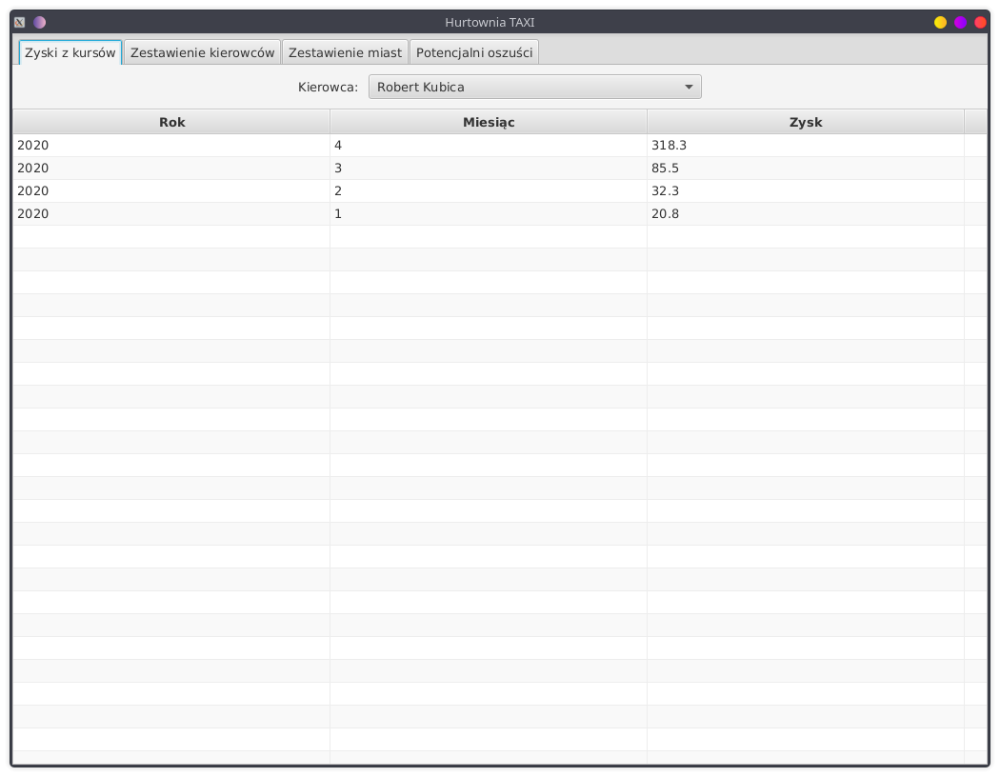 Hurtownia TAXI
Zyski z kursów Zestawienie kierowców Zestawienie miast Potencjalni oszuści
Kierowca: Robert Kubica
Rok Miesiąc Zysk
2020 4 318.3
2020 3 85.5
2020 2 32.3
2020 1 20.8